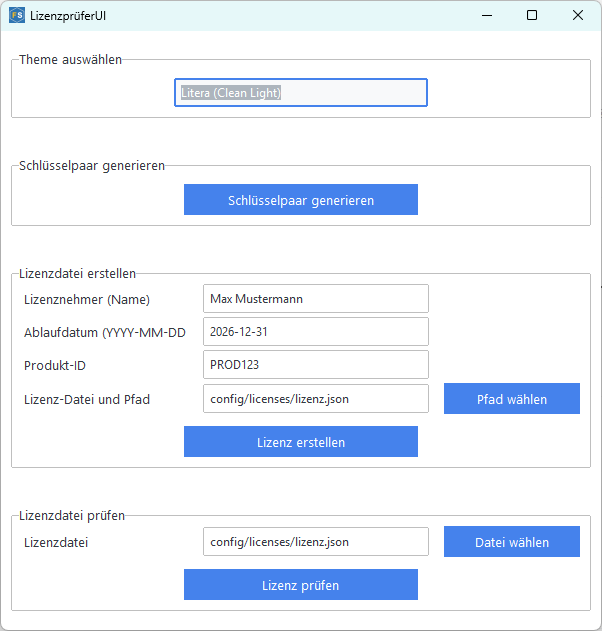 FS LizenzprüferUI
Theme auswählen
Litera (Clean Light)
Schlüsselpaar generieren
Schlüsselpaar generieren
Lizenzdatei erstellen
Lizenznehmer (Name) Max Mustermann
Ablaufdatum (YYYY-MM-DD 2026-12-31
Produkt-ID PROD123
Lizenz-Datei und Pfad config/licenses/lizenz.json Pfad wählen
Lizenz erstellen
Lizenzdatei prüfen
Lizenzdatei config/licenses/lizenz.json Datei wählen
Lizenz prüfen